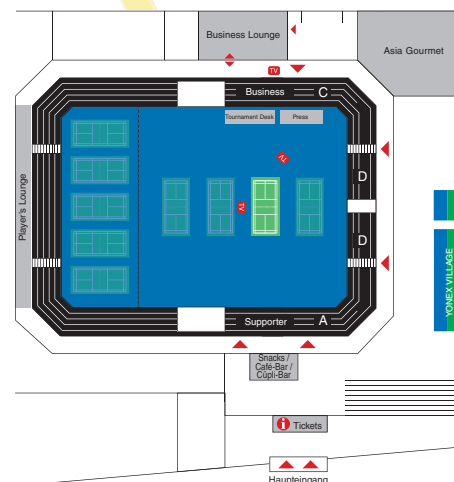 Business Lounge
Asia Gourmet
TV
Business C
Tournament Desk
Press
TV
D
Player's Lounge
TV
D
YONEX VILLAGE
Supporter A
Snacks /
Café-Bar /
Cüpli-Bar
i Tickets
Haupteingang